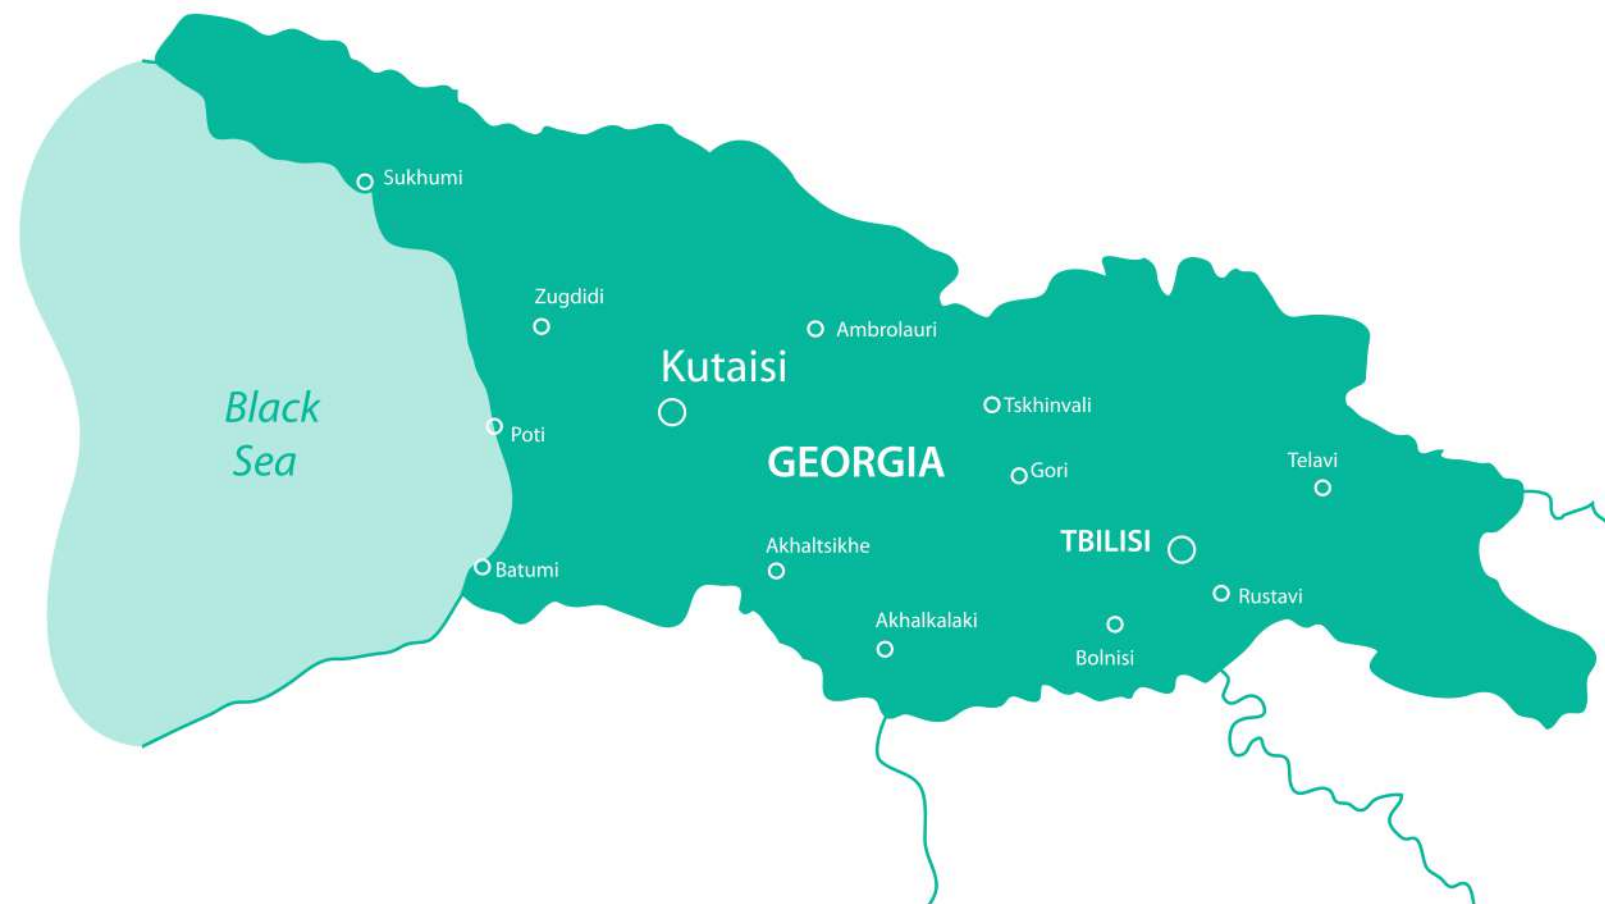 Sukhumi
Zugdidi
Ambrolauri
Kutaisi
Black
Sea
Tskhinvali
Poti
GEORGIA
Gori
Telavi
TBILISI
Akhaltsikhe
Batumi
Rustavi
Akhalkalaki
Bolnisi